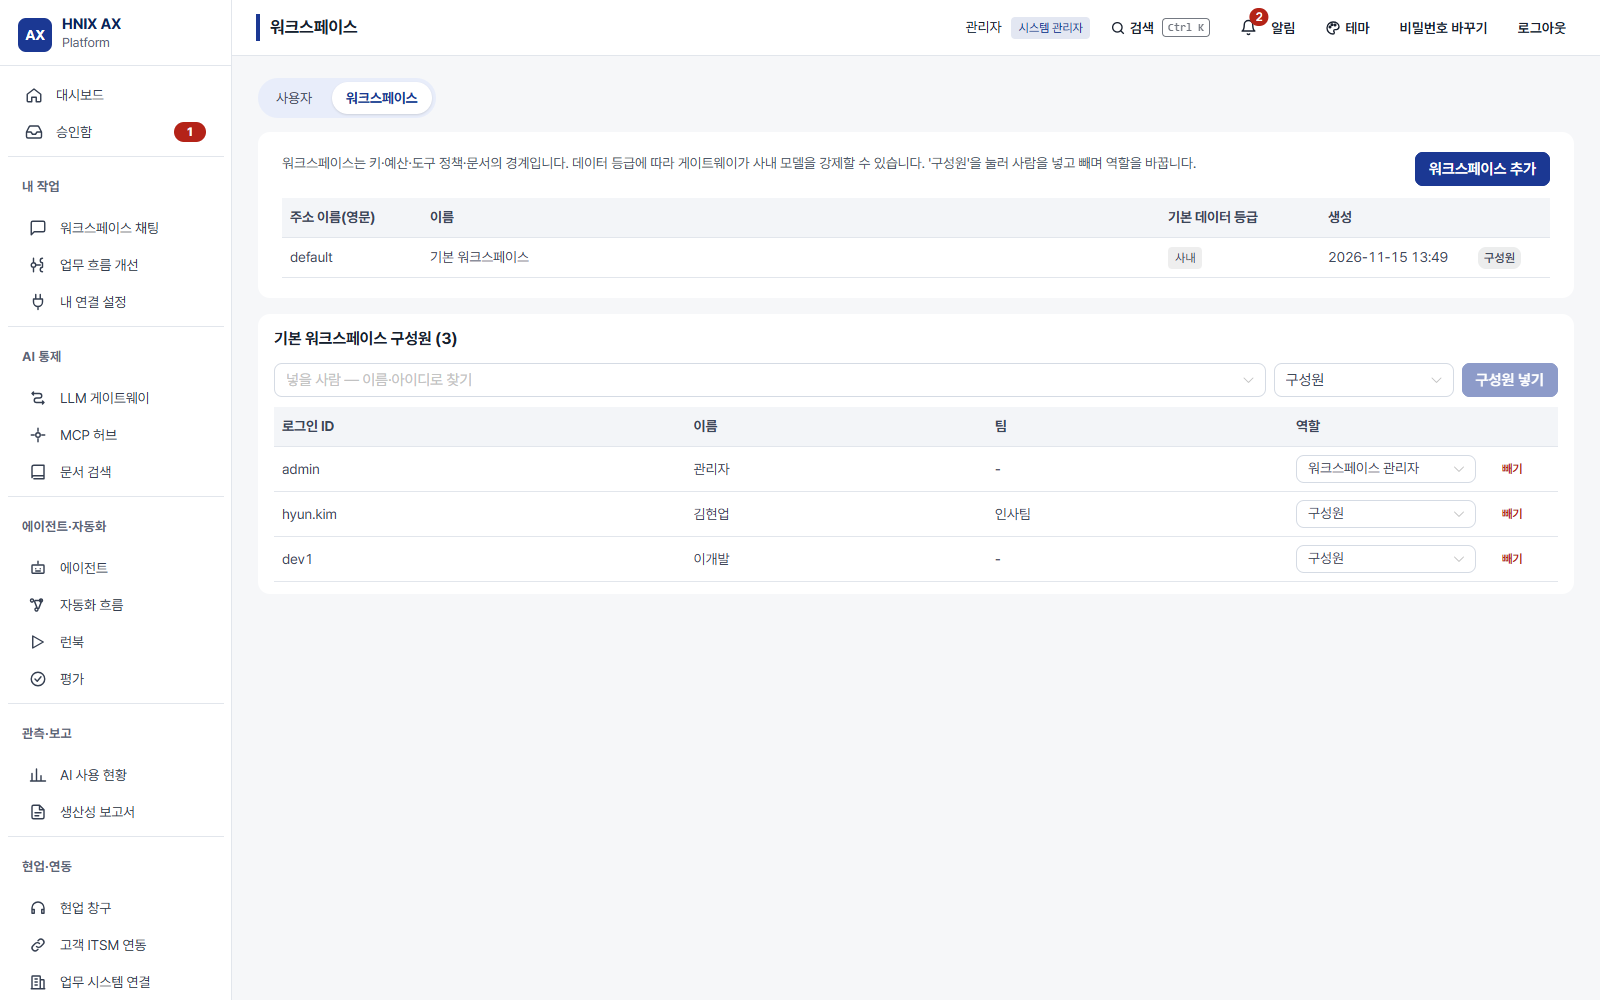 AX
HNIX AX
Platform
대시보드
승인함
1
내 작업
워크스페이스 채팅
업무 흐름 개선
내 연결 설정
AI 통제
LLM 게이트웨이
MCP 허브
문서 검색
에이전트·자동화
에이전트
자동화 흐름
런북
평가
관측·보고
AI 사용 현황
생산성 보고서
현업·연동
현업 창구
고객 ITSM 연동
업무 시스템 연결
워크스페이스
관리자
시스템 관리자
검색
Ctrl K
2
알림
테마
비밀번호 바꾸기
로그아웃
사용자
워크스페이스
워크스페이스는 키·예산·도구 정책·문서의 경계입니다. 데이터 등급에 따라 게이트웨이가 사내 모델을 강제할 수 있습니다. '구성원'을 눌러 사람을 넣고 빼며 역할을 바꿉니다.
워크스페이스 추가
주소 이름(영문) 이름 기본 데이터 등급 생성
default 기본 워크스페이스 사내 2026-11-15 13:49 구성원
기본 워크스페이스 구성원 (3)
넣을 사람 — 이름·아이디로 찾기
구성원
구성원 넣기
로그인 ID 이름 팀 역할
admin 관리자 - 워크스페이스 관리자 빼기
hyun.kim 김현업 인사팀 구성원 빼기
dev1 이개발 - 구성원 빼기